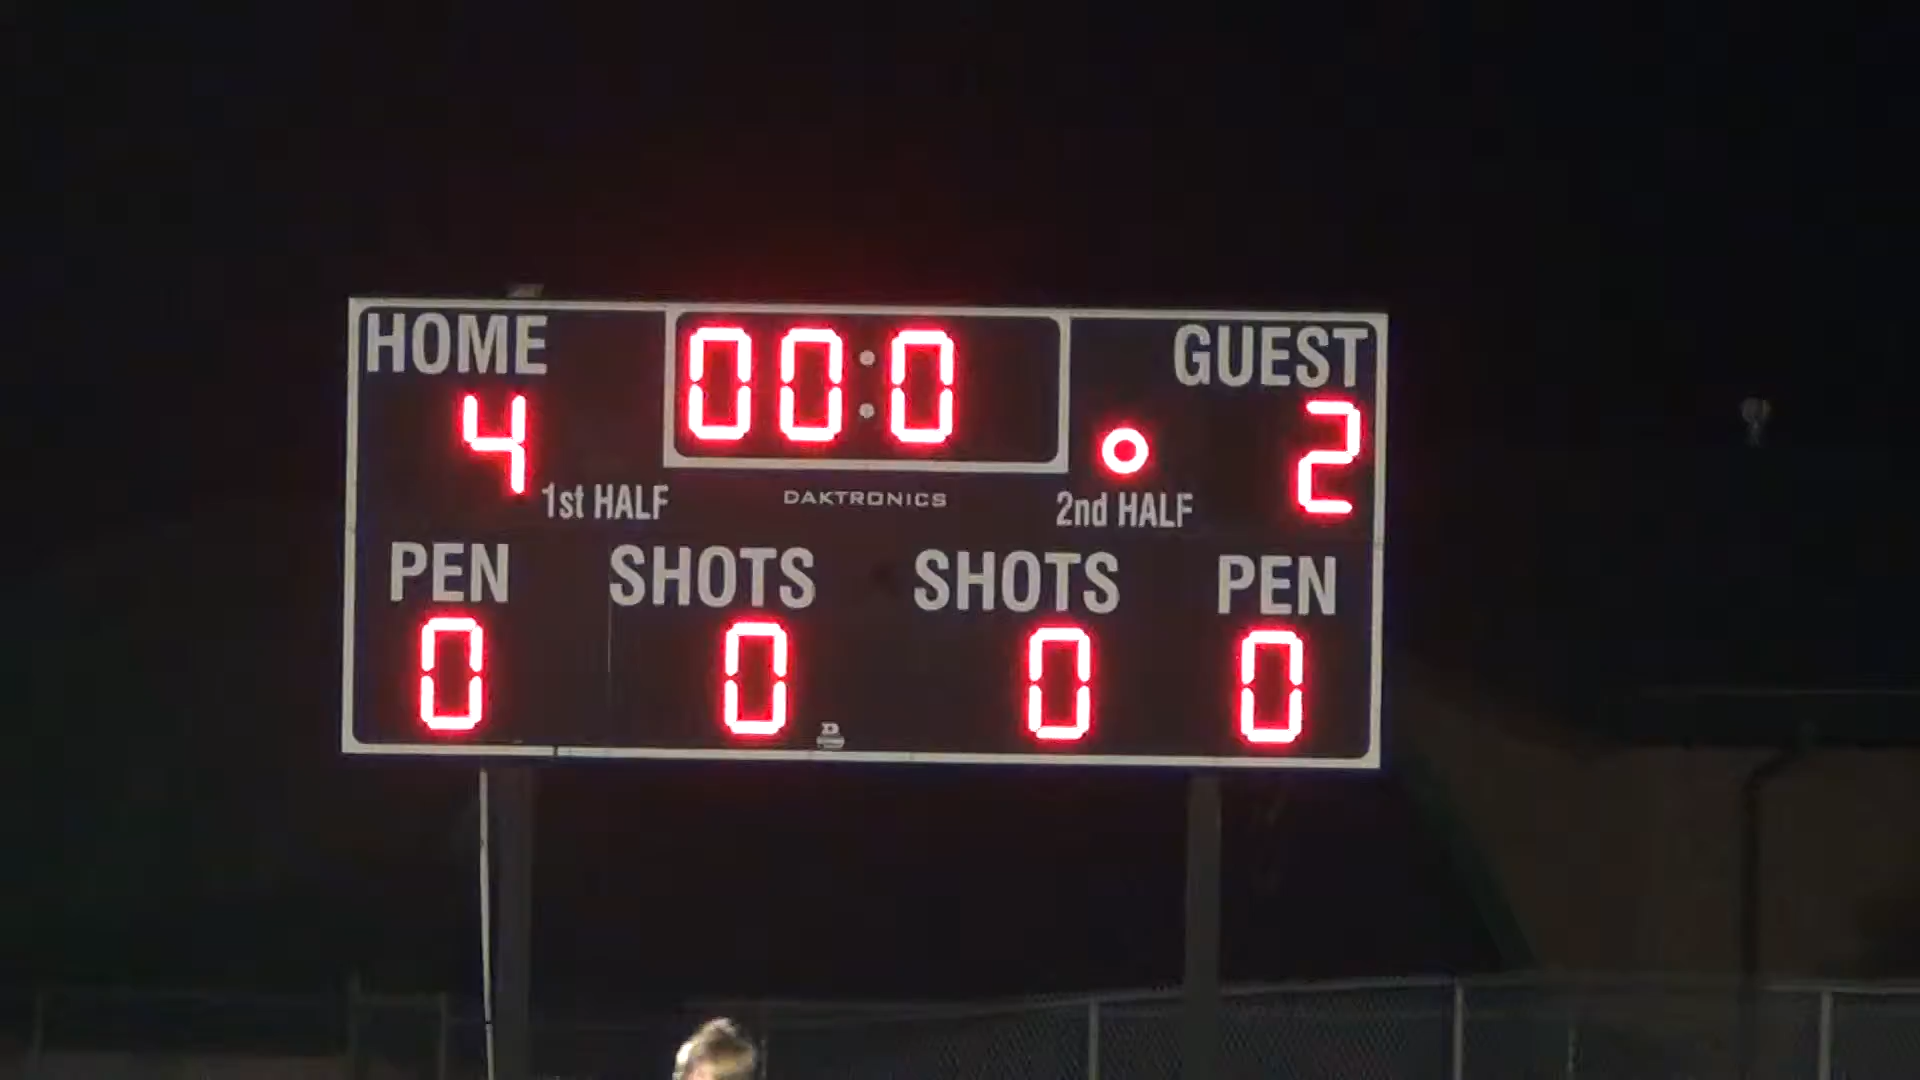 HOME 00:0 GUEST
4 2
1st HALF DAKTRONICS 2nd HALF
PEN SHOTS SHOTS PEN
0 0 0 0